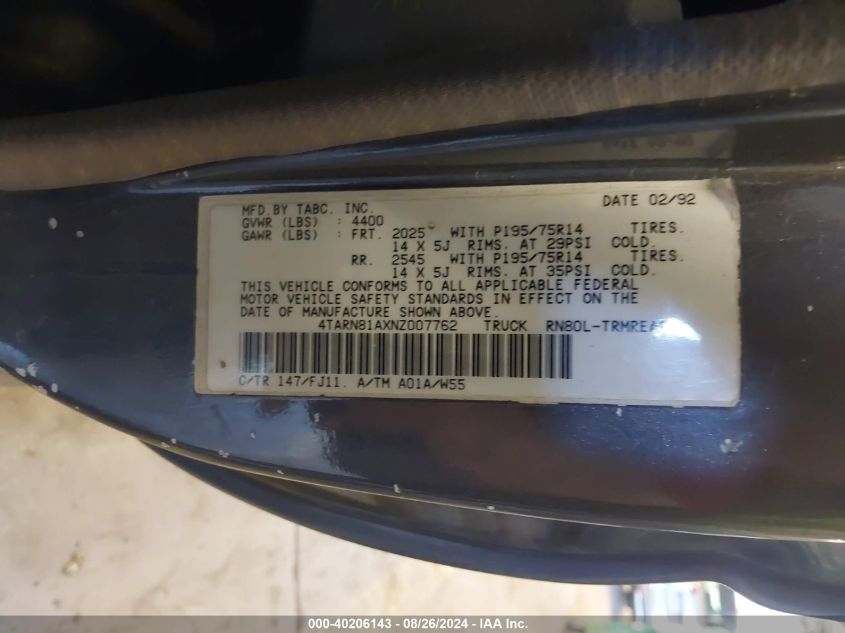 MFD.BY TABC. INC. DATE 02/92
GVWR (LBS) : 4400
GAWR (LBS) : FRT. 2025 WITH P195/75R14 TIRES.
14 X 5J RIMS. AT 29PSI COLD.
RR. 2545 WITH P195/75R14 TIRES.
14 X 5J RIMS. AT 35PSI COLD.
THIS VEHICLE CONFORMS TO ALL APPLICABLE FEDERAL
MOTOR VEHICLE SAFETY STANDARDS IN EFFECT ON THE
DATE OF MANUFACTURE SHOWN ABOVE.
4TARN81AXNZ007762 TRUCK
C/TR 147/FJ11. A/TM A01A/W55
000-40206143 - 08/26/2024 - IAA Inc.